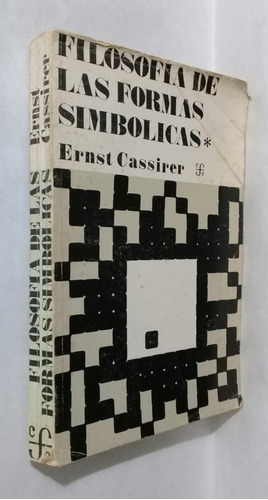 FILOSOFIA DE
LAS FORMAS
SIMBOLICAS*
Ernst Cassirer
Ernst
Cassirer
FILOSOFIA DE LAS
FORMAS SIMBOLICAS